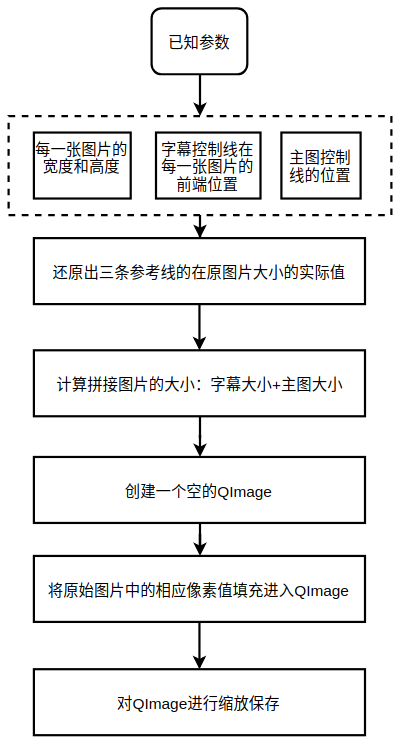 已知参数
每一张图片的
宽度和高度
字幕控制线在
每一张图片的
前端位置
主图控制
线的位置
还原出三条参考线的在原图片大小的实际值
计算拼接图片的大小：字幕大小+主图大小
创建一个空的QImage
将原始图片中的相应像素值填充进入QImage
对QImage进行缩放保存